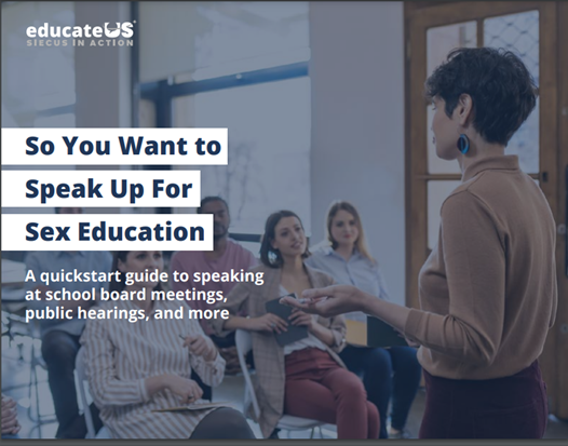 educateUS
SIECUS IN ACTION
So You Want to
Speak Up For
Sex Education
A quickstart guide to speaking
at school board meetings,
public hearings, and more